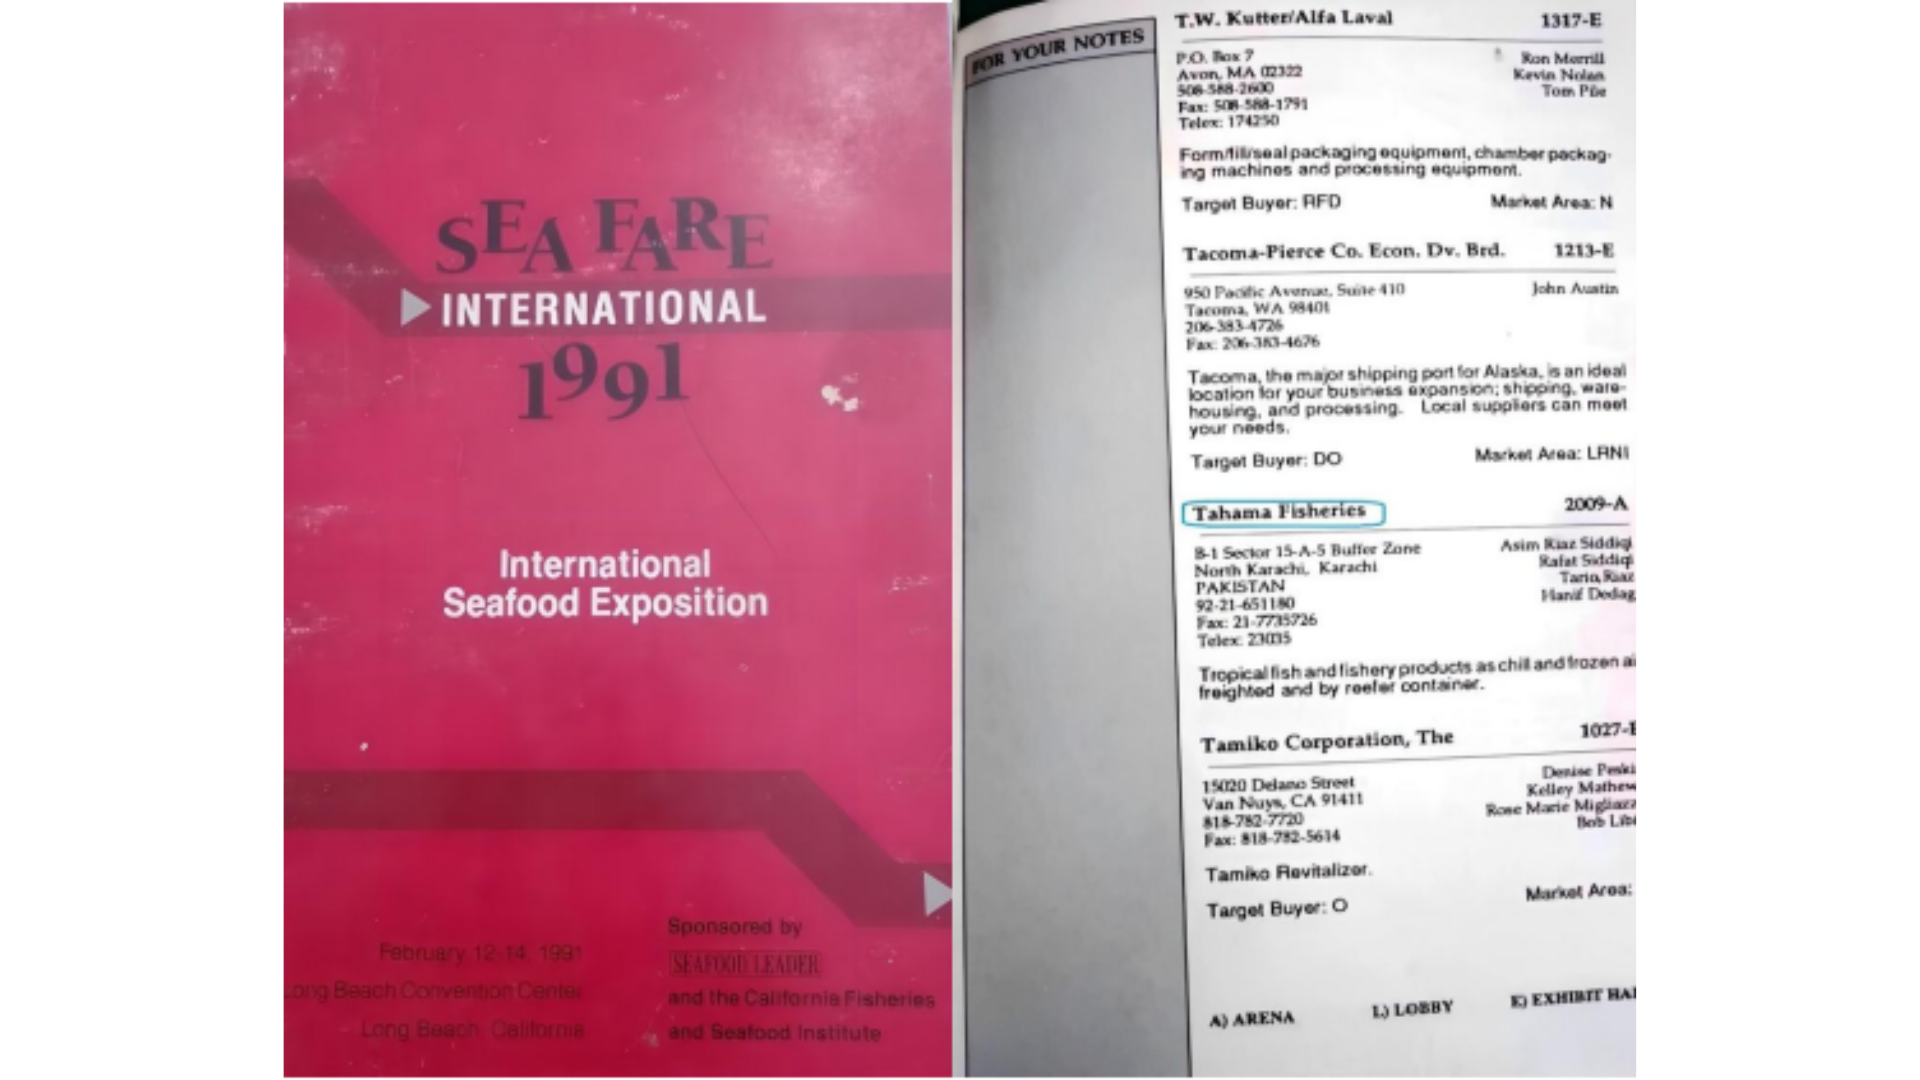 SEA FARE
INTERNATIONAL
1991
International
Seafood Exposition
February 12-14, 1991
Long Beach Convention Center
Long Beach, California
Sponsored by
SEAFOOD LEADER
and the California Fisheries
and Seafood Institute
FOR YOUR NOTES
T.W. Kutter/Alfa Laval 1317-E
P.O. Box 7 Ron Merrill
Avon, MA 02322 Kevin Nolan
508-588-2600 Tom Pile
Fax: 508-588-1791
Telex: 174250
Form/fill/seal packaging equipment, chamber packag-
ing machines and processing equipment.
Target Buyer: RFD Market Area: N
Tacoma-Pierce Co. Econ. Dv. Brd. 1213-E
950 Pacific Avenue, Suite 410 John Austin
Tacoma, WA 98401
206-383-4726
Fax: 206-383-4676
Tacoma, the major shipping port for Alaska, is an ideal
location for your business expansion; shipping, ware-
housing, and processing. Local suppliers can meet
your needs.
Target Buyer: DO Market Area: LRNI
Tahama Fisheries 2009-A
B-1 Sector 15-A-5 Buffer Zone Asim Riaz Siddiqi
North Karachi, Karachi Rafat Siddiqi
PAKISTAN Tariq Riaz
92-21-651180 Hanif Dedag
Fax: 21-7735726
Telex: 23035
Tropical fish and fishery products as chill and frozen ai
freighted and by reefer container.
Tamiko Corporation, The 1027-E
15020 Delano Street Denise Peski
Van Nuys, CA 91411 Kelley Mathew
818-782-7720 Rose Marie Migliazz
Fax: 818-782-5614 Bob Libe
Tamiko Revitalizer.
Target Buyer: O Market Area:
A) ARENA L) LOBBY E) EXHIBIT HAL